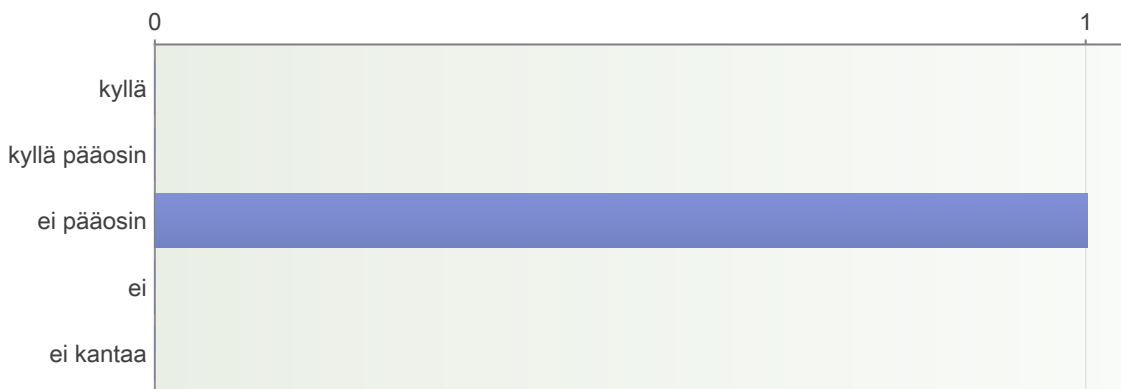 0 1
kyllä
kyllä pääosin
ei pääosin
ei
ei kantaa